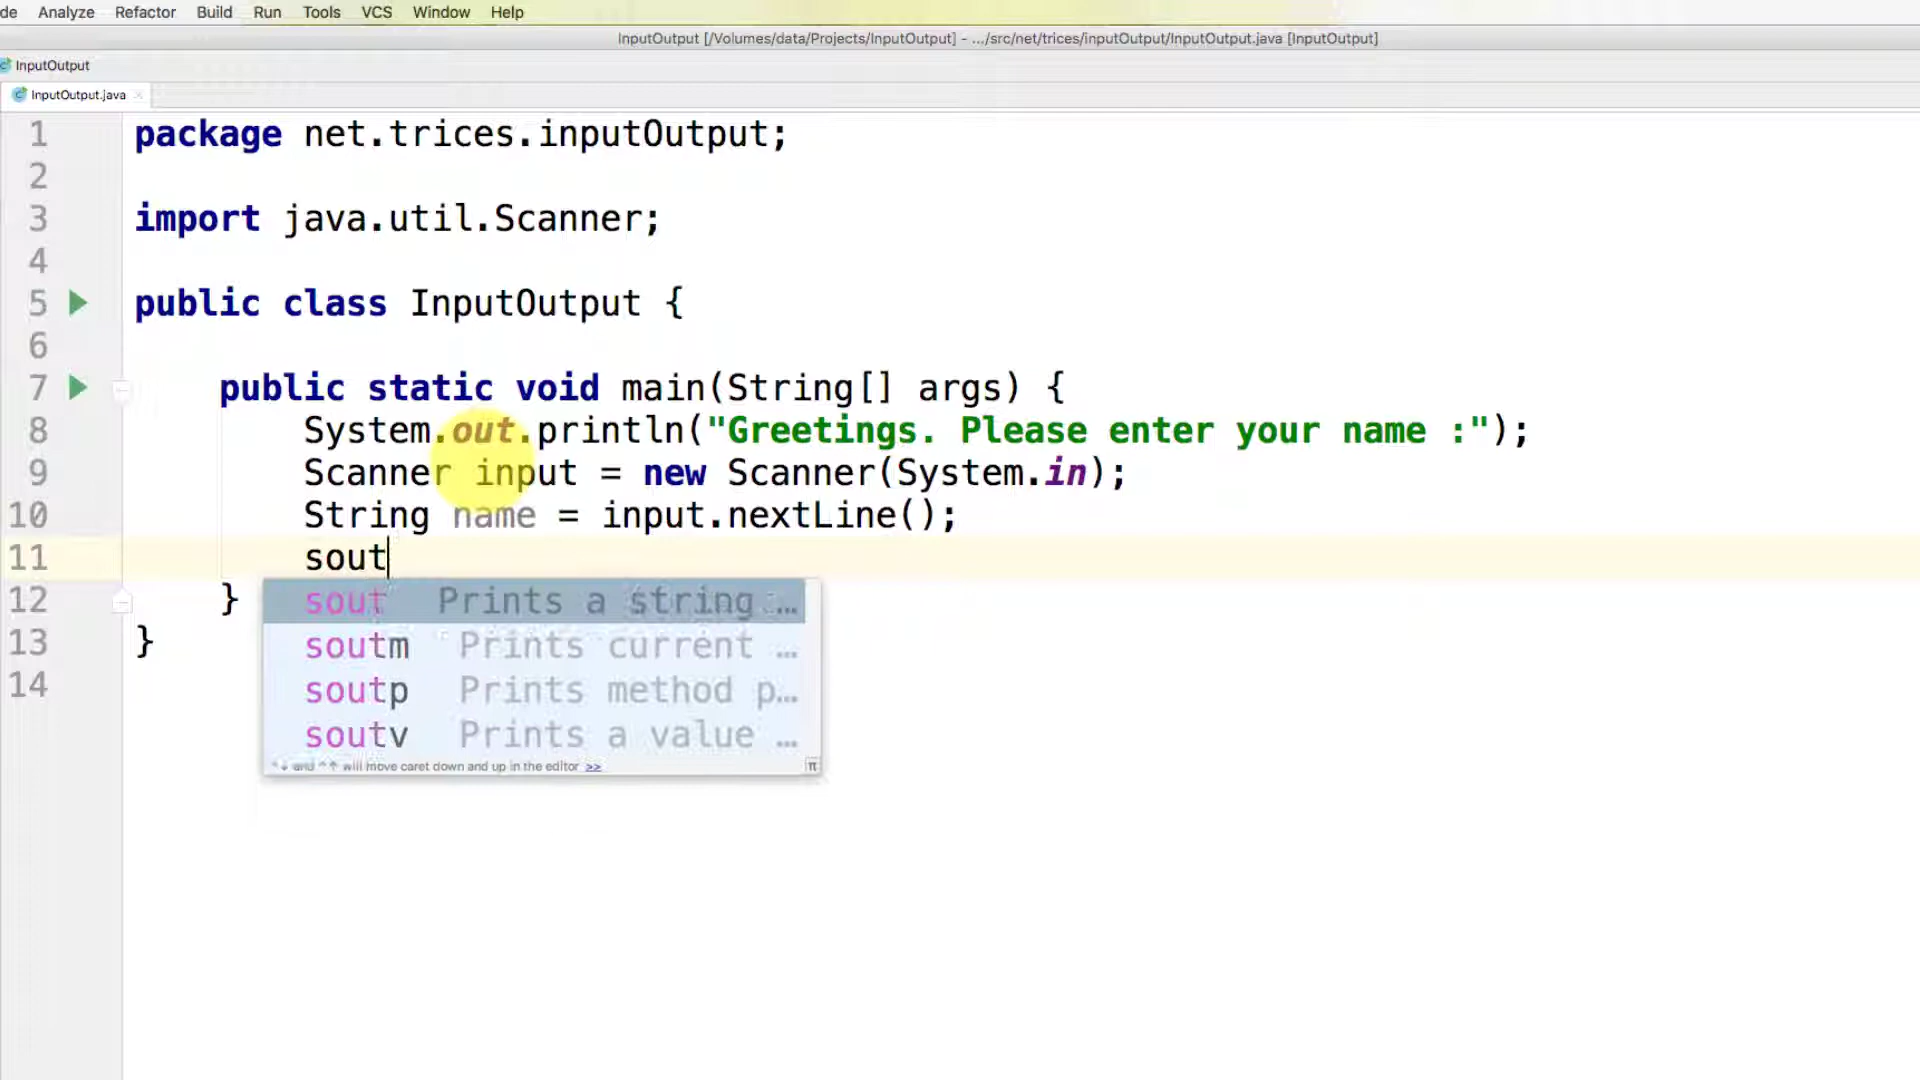 de Analyze Refactor Build Run Tools VCS Window Help
InputOutput [/Volumes/data/Projects/InputOutput] - .../src/net/trices/inputOutput/InputOutput.java [InputOutput]
InputOutput
InputOutput.java
1 package net.trices.inputOutput;
2
3 import java.util.Scanner;
4
5 public class InputOutput {
6
7 public static void main(String[] args) {
8 System.out.println("Greetings. Please enter your name :");
9 Scanner input = new Scanner(System.in);
10 String name = input.nextLine();
11 sout
12 }
sout Prints a string ...
13 }
soutm Prints current ...
14
soutp Prints method p...
soutv Prints a value ...
^↓ and ^↑ will move caret down and up in the editor >> π